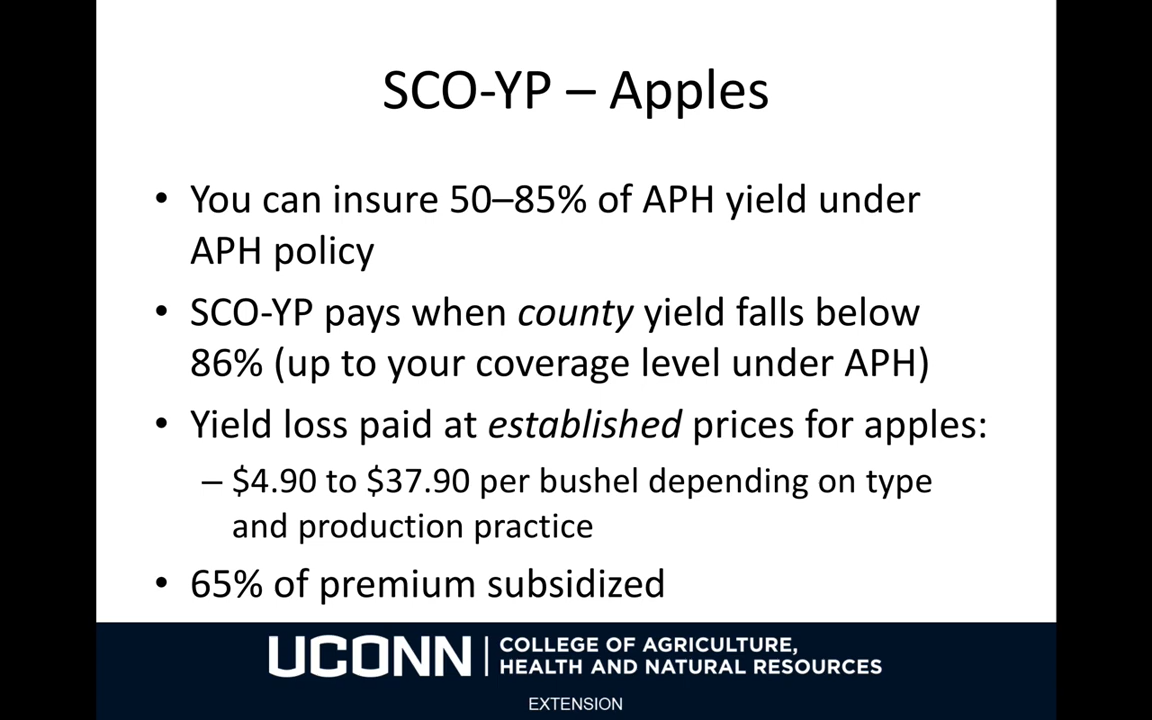 SCO-YP – Apples
• You can insure 50–85% of APH yield under
APH policy
• SCO-YP pays when county yield falls below
86% (up to your coverage level under APH)
• Yield loss paid at established prices for apples:
– $4.90 to $37.90 per bushel depending on type
and production practice
• 65% of premium subsidized
UCONN | COLLEGE OF AGRICULTURE,
HEALTH AND NATURAL RESOURCES
EXTENSION